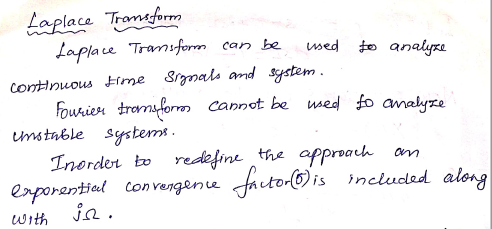 Laplace Transform
Laplace Transform can be used to analyze
continuous time signals and system.
Fourier transform cannot be used to analyze
unstable systems.
Inorder to redefine the approach an
exponential convergence factor(σ) is included along
with jΩ.